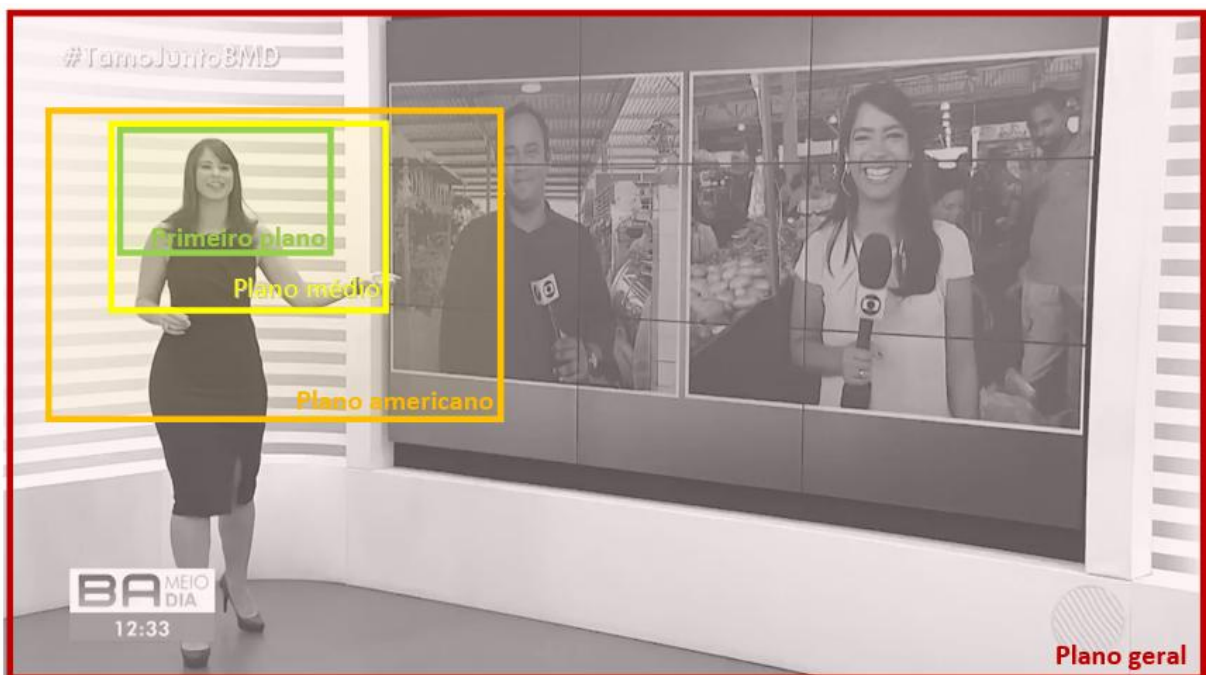 #TamoJuntoBMD
Primeiro plano
Plano médio
Plano americano
BA MEIO
DIA
12:33
Plano geral